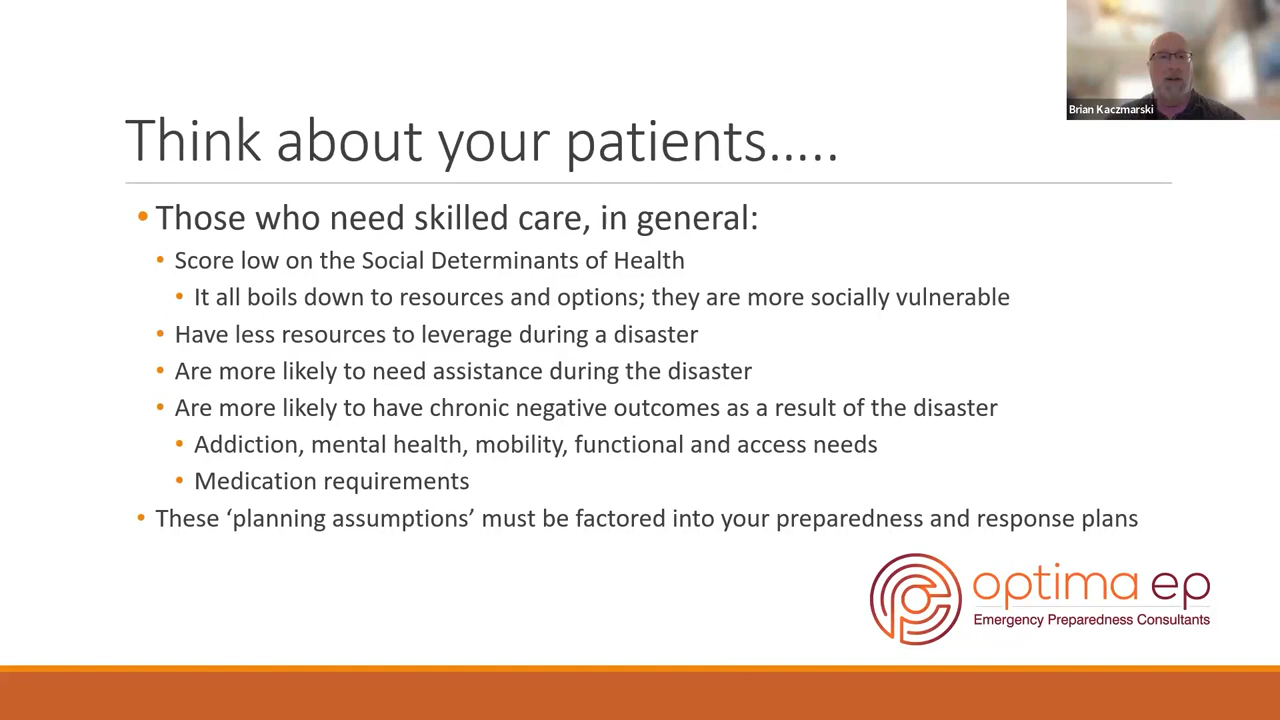 Brian Kaczmarski
Think about your patients…..
Those who need skilled care, in general:
Score low on the Social Determinants of Health
It all boils down to resources and options; they are more socially vulnerable
Have less resources to leverage during a disaster
Are more likely to need assistance during the disaster
Are more likely to have chronic negative outcomes as a result of the disaster
Addiction, mental health, mobility, functional and access needs
Medication requirements
These ‘planning assumptions’ must be factored into your preparedness and response plans
optima ep
Emergency Preparedness Consultants